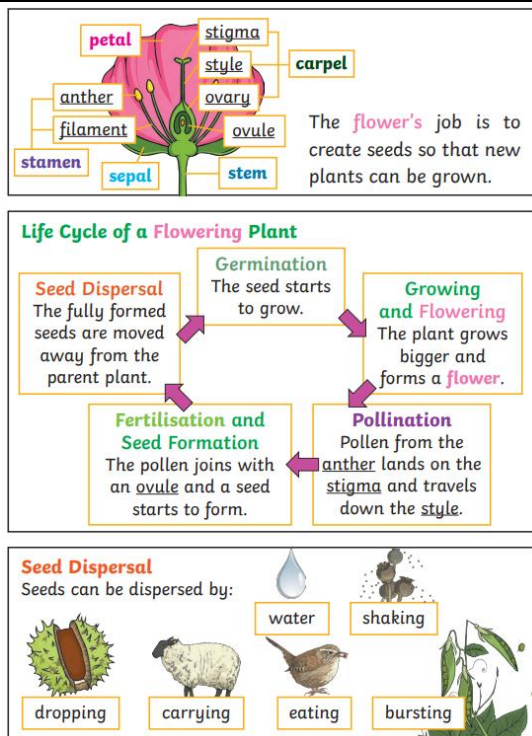 petal
stigma
style
carpel
anther
ovary
filament
ovule
stamen
sepal
stem
The flower's job is to
create seeds so that new
plants can be grown.
Life Cycle of a Flowering Plant
Germination
The seed starts
to grow.
Growing
and Flowering
The plant grows
bigger and
forms a flower.
Pollination
Pollen from the
anther lands on the
stigma and travels
down the style.
Fertilisation and
Seed Formation
The pollen joins with
an ovule and a seed
starts to form.
Seed Dispersal
The fully formed
seeds are moved
away from the
parent plant.
Seed Dispersal
Seeds can be dispersed by:
water
shaking
dropping
carrying
eating
bursting